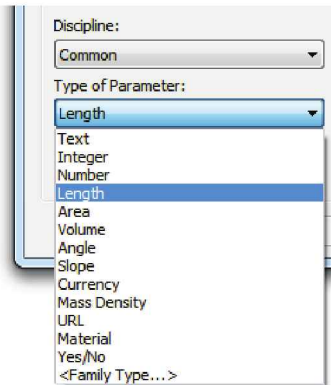 Discipline:
Common
Type of Parameter:
Length
Text
Integer
Number
Length
Area
Volume
Angle
Slope
Currency
Mass Density
URL
Material
Yes/No
<Family Type...>